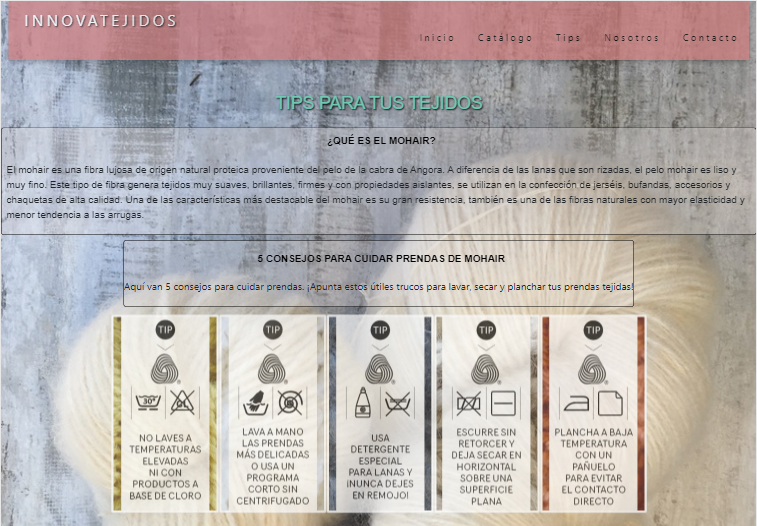 INNOVATEJIDOS
Inicio Catálogo Tips Nosotros Contacto
TIPS PARA TUS TEJIDOS
¿QUÉ ES EL MOHAIR?
El mohair es una fibra lujosa de origen natural proteica proveniente del pelo de la cabra de Angora. A diferencia de las lanas que son rizadas, el pelo mohair es liso y
muy fino. Este tipo de fibra genera tejidos muy suaves, brillantes, firmes y con propiedades aislantes, se utilizan en la confección de jerséis, bufandas, accesorios y
chaquetas de alta calidad. Una de las características más destacable del mohair es su gran resistencia, también es una de las fibras naturales con mayor elasticidad y
menor tendencia a las arrugas.
5 CONSEJOS PARA CUIDAR PRENDAS DE MOHAIR
Aquí van 5 consejos para cuidar prendas. ¡Apunta estos útiles trucos para lavar, secar y planchar tus prendas tejidas!
TIP
30°
CL
NO LAVES A
TEMPERATURAS
ELEVADAS
NI CON
PRODUCTOS A
BASE DE CLORO
TIP
LAVA A MANO
LAS PRENDAS
MÁS DELICADAS
O USA UN
PROGRAMA
CORTO SIN
CENTRIFUGADO
TIP
USA
DETERGENTE
ESPECIAL
PARA LANAS Y
¡NUNCA DEJES
EN REMOJO!
TIP
ESCURRE SIN
RETORCER Y
DEJA SECAR EN
HORIZONTAL
SOBRE UNA
SUPERFICIE
PLANA
TIP
PLANCHA A BAJA
TEMPERATURA
CON UN
PAÑUELO
PARA EVITAR
EL CONTACTO
DIRECTO